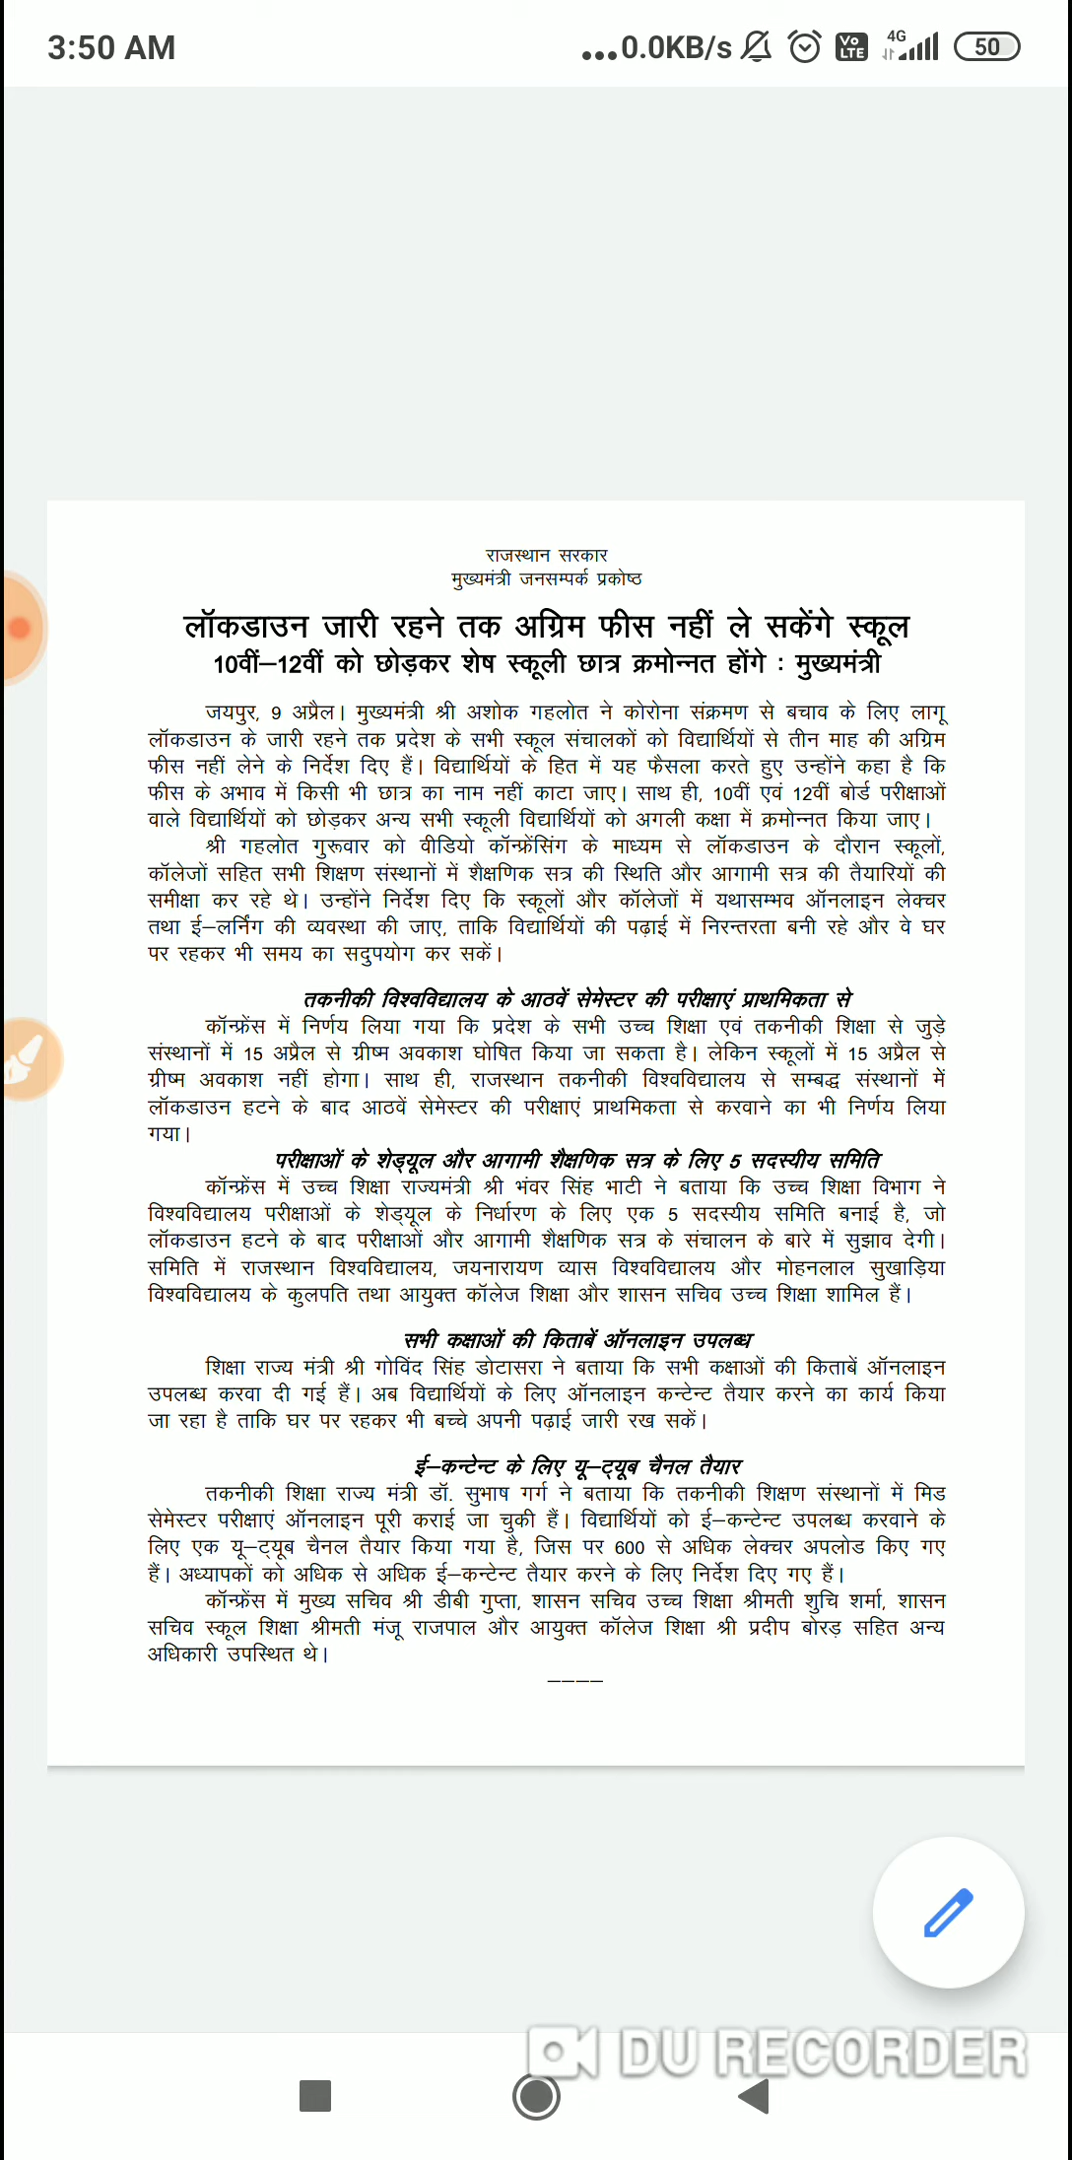 3:50 AM
...0.0KB/s
Vo
LTE
4G
50
राजस्थान सरकार
मुख्यमंत्री जनसम्पर्क प्रकोष्ठ
लॉकडाउन जारी रहने तक अग्रिम फीस नहीं ले सकेंगे स्कूल
10वीं–12वीं को छोड़कर शेष स्कूली छात्र क्रमोन्नत होंगे : मुख्यमंत्री
जयपुर, 9 अप्रैल। मुख्यमंत्री श्री अशोक गहलोत ने कोरोना संक्रमण से बचाव के लिए लागू
लॉकडाउन के जारी रहने तक प्रदेश के सभी स्कूल संचालकों को विद्यार्थियों से तीन माह की अग्रिम
फीस नहीं लेने के निर्देश दिए हैं। विद्यार्थियों के हित में यह फैसला करते हुए उन्होंने कहा है कि
फीस के अभाव में किसी भी छात्र का नाम नहीं काटा जाए। साथ ही, 10वीं एवं 12वीं बोर्ड परीक्षाओं
वाले विद्यार्थियों को छोड़कर अन्य सभी स्कूली विद्यार्थियों को अगली कक्षा में क्रमोन्नत किया जाए।
श्री गहलोत गुरूवार को वीडियो कॉन्फ्रेंसिंग के माध्यम से लॉकडाउन के दौरान स्कूलों,
कॉलेजों सहित सभी शिक्षण संस्थानों में शैक्षणिक सत्र की स्थिति और आगामी सत्र की तैयारियों की
समीक्षा कर रहे थे। उन्होंने निर्देश दिए कि स्कूलों और कॉलेजों में यथासम्भव ऑनलाइन लेक्चर
तथा ई–लर्निंग की व्यवस्था की जाए, ताकि विद्यार्थियों की पढ़ाई में निरन्तरता बनी रहे और वे घर
पर रहकर भी समय का सदुपयोग कर सकें।
तकनीकी विश्वविद्यालय के आठवें सेमेस्टर की परीक्षाएं प्राथमिकता से
कॉन्फ्रेंस में निर्णय लिया गया कि प्रदेश के सभी उच्च शिक्षा एवं तकनीकी शिक्षा से जुड़े
संस्थानों में 15 अप्रैल से ग्रीष्म अवकाश घोषित किया जा सकता है। लेकिन स्कूलों में 15 अप्रैल से
ग्रीष्म अवकाश नहीं होगा। साथ ही, राजस्थान तकनीकी विश्वविद्यालय से सम्बद्ध संस्थानों में
लॉकडाउन हटने के बाद आठवें सेमेस्टर की परीक्षाएं प्राथमिकता से करवाने का भी निर्णय लिया
गया।
परीक्षाओं के शेड्यूल और आगामी शैक्षणिक सत्र के लिए 5 सदस्यीय समिति
कॉन्फ्रेंस में उच्च शिक्षा राज्यमंत्री श्री भंवर सिंह भाटी ने बताया कि उच्च शिक्षा विभाग ने
विश्वविद्यालय परीक्षाओं के शेड्यूल के निर्धारण के लिए एक 5 सदस्यीय समिति बनाई है, जो
लॉकडाउन हटने के बाद परीक्षाओं और आगामी शैक्षणिक सत्र के संचालन के बारे में सुझाव देगी।
समिति में राजस्थान विश्वविद्यालय, जयनारायण व्यास विश्वविद्यालय और मोहनलाल सुखाड़िया
विश्वविद्यालय के कुलपति तथा आयुक्त कॉलेज शिक्षा और शासन सचिव उच्च शिक्षा शामिल हैं।
सभी कक्षाओं की किताबें ऑनलाइन उपलब्ध
शिक्षा राज्य मंत्री श्री गोविंद सिंह डोटासरा ने बताया कि सभी कक्षाओं की किताबें ऑनलाइन
उपलब्ध करवा दी गई हैं। अब विद्यार्थियों के लिए ऑनलाइन कन्टेन्ट तैयार करने का कार्य किया
जा रहा है ताकि घर पर रहकर भी बच्चे अपनी पढ़ाई जारी रख सकें।
ई–कन्टेन्ट के लिए यू–ट्यूब चैनल तैयार
तकनीकी शिक्षा राज्य मंत्री डॉ. सुभाष गर्ग ने बताया कि तकनीकी शिक्षण संस्थानों में मिड
सेमेस्टर परीक्षाएं ऑनलाइन पूरी कराई जा चुकी हैं। विद्यार्थियों को ई–कन्टेन्ट उपलब्ध करवाने के
लिए एक यू–ट्यूब चैनल तैयार किया गया है, जिस पर 600 से अधिक लेक्चर अपलोड किए गए
हैं। अध्यापकों को अधिक से अधिक ई–कन्टेन्ट तैयार करने के लिए निर्देश दिए गए हैं।
कॉन्फ्रेंस में मुख्य सचिव श्री डीबी गुप्ता, शासन सचिव उच्च शिक्षा श्रीमती शुचि शर्मा, शासन
सचिव स्कूल शिक्षा श्रीमती मंजू राजपाल और आयुक्त कॉलेज शिक्षा श्री प्रदीप बोरड़ सहित अन्य
अधिकारी उपस्थित थे।
––––
DU RECORDER